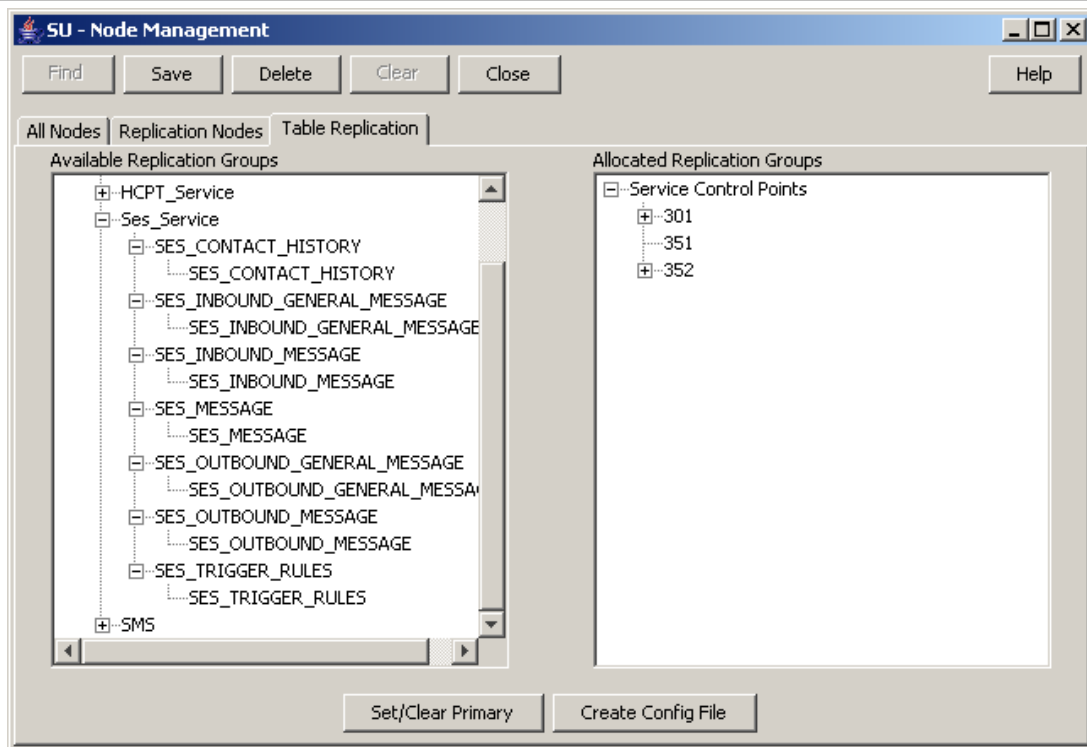 SU - Node Management
Find Save Delete Clear Close Help
All Nodes Replication Nodes Table Replication
Available Replication Groups
HCPT_Service
Ses_Service
SES_CONTACT_HISTORY
SES_CONTACT_HISTORY
SES_INBOUND_GENERAL_MESSAGE
SES_INBOUND_GENERAL_MESSAGE
SES_INBOUND_MESSAGE
SES_INBOUND_MESSAGE
SES_MESSAGE
SES_MESSAGE
SES_OUTBOUND_GENERAL_MESSAGE
SES_OUTBOUND_GENERAL_MESSA
SES_OUTBOUND_MESSAGE
SES_OUTBOUND_MESSAGE
SES_TRIGGER_RULES
SES_TRIGGER_RULES
SMS
Allocated Replication Groups
Service Control Points
301
351
352
Set/Clear Primary Create Config File